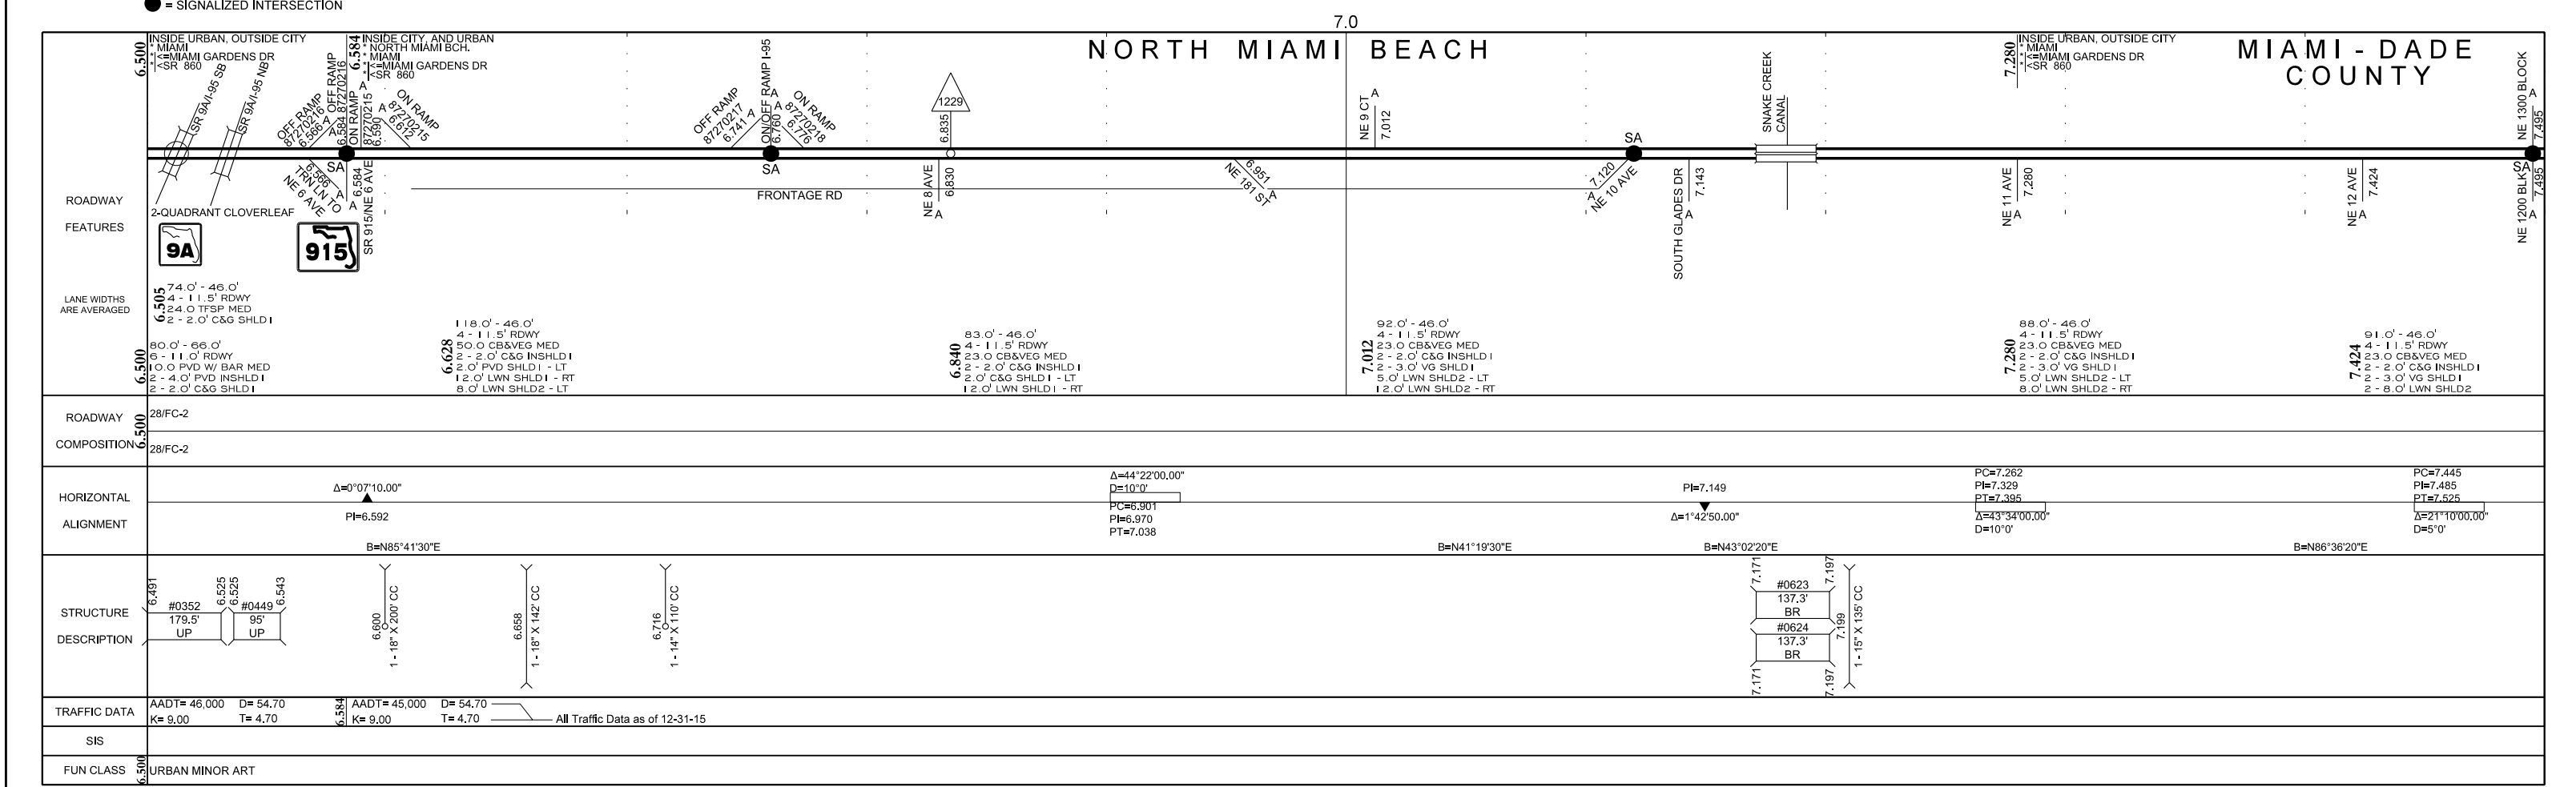 = SIGNALIZED INTERSECTION
7.0
NORTH MIAMI BEACH
MIAMI - DADE
COUNTY
6.500
INSIDE URBAN, OUTSIDE CITY
* MIAMI
* <=MIAMI GARDENS DR
* <SR 860
6.584
INSIDE CITY, AND URBAN
* NORTH MIAMI BCH.
* MIAMI
* <=MIAMI GARDENS DR
* <SR 860
7.280
INSIDE URBAN, OUTSIDE CITY
* MIAMI
* <=MIAMI GARDENS DR
* <SR 860
SR 9A/I-95 SB
SR 9A/I-95 NB
OFF RAMP
87270216
6.566 A
OFF RAMP
6.584 87270216
A
ON RAMP
87270215
6.590 A
A
ON RAMP
87270215
6.612
OFF RAMP
87270217
6.741 A
ON/OFF RAMP I-95
6.760 A
A
ON RAMP
87270218
6.776
1229
6.835
NE 9 CT A
7.012
SNAKE CREEK
CANAL
NE 1300 BLOCK A
7.495
ROADWAY
FEATURES
2-QUADRANT CLOVERLEAF
9A
915
SA
6.566
TRN LN TO
NE 6 AVE
A
6.584
A
SR 915/NE 6 AVE
FRONTAGE RD
SA
NE 8 AVE
A
6.830
6.951
NE 181 ST
A
SA
7.120
NE 10 AVE
A
SOUTH GLADES DR
7.143
A
NE 11 AVE
7.280
A
NE 12 AVE
7.424
A
SA
NE 1200 BLK
7.495
A
LANE WIDTHS
ARE AVERAGED
6.505
74.0' - 46.0'
4 - 11.5' RDWY
24.0 TFSP MED
2 - 2.0' C&G SHLD1
6.500
80.0' - 66.0'
6 - 11.0' RDWY
10.0 PVD W/ BAR MED
2 - 4.0' PVD INSHLD1
2 - 2.0' C&G SHLD1
6.628
118.0' - 46.0'
4 - 11.5' RDWY
50.0 CB&VEG MED
2 - 2.0' C&G INSHLD1
2.0' PVD SHLD1 - LT
12.0' LWN SHLD1 - RT
8.0' LWN SHLD2 - LT
6.840
83.0' - 46.0'
4 - 11.5' RDWY
23.0 CB&VEG MED
2 - 2.0' C&G INSHLD1
2.0' C&G SHLD1 - LT
12.0' LWN SHLD1 - RT
7.012
92.0' - 46.0'
4 - 11.5' RDWY
23.0 CB&VEG MED
2 - 2.0' C&G INSHLD1
2 - 3.0' VG SHLD1
5.0' LWN SHLD2 - LT
12.0' LWN SHLD2 - RT
7.280
88.0' - 46.0'
4 - 11.5' RDWY
23.0 CB&VEG MED
2 - 2.0' C&G INSHLD1
2 - 3.0' VG SHLD1
5.0' LWN SHLD2 - LT
8.0' LWN SHLD2 - RT
7.424
91.0' - 46.0'
4 - 11.5' RDWY
23.0 CB&VEG MED
2 - 2.0' C&G INSHLD1
2 - 3.0' VG SHLD1
2 - 8.0' LWN SHLD2
ROADWAY
COMPOSITION
6.500
28/FC-2
28/FC-2
HORIZONTAL
ALIGNMENT
Δ=0°07'10.00"
PI=6.592
B=N85°41'30"E
Δ=44°22'00.00"
D=10°0'
PC=6.901
PI=6.970
PT=7.038
B=N41°19'30"E
PI=7.149
Δ=1°42'50.00"
B=N43°02'20"E
PC=7.262
PI=7.329
PT=7.395
Δ=43°34'00.00"
D=10°0'
B=N86°36'20"E
PC=7.445
PI=7.485
PT=7.525
Δ=21°10'00.00"
D=5°0'
STRUCTURE
DESCRIPTION
6.491
#0352
179.5'
UP
6.525
6.525
#0449
95'
UP
6.543
6.600
1 - 18" X 200' CC
6.658
1 - 18" X 142' CC
6.716
1 - 14" X 110' CC
7.171
7.197
#0623
137.3'
BR
#0624
137.3'
BR
7.171
7.197
7.199
1 - 15" X 135' CC
TRAFFIC DATA
AADT= 46,000 D= 54.70
K= 9.00 T= 4.70
6.584
AADT= 45,000 D= 54.70
K= 9.00 T= 4.70
All Traffic Data as of 12-31-15
SIS
FUN CLASS
6.500
URBAN MINOR ART